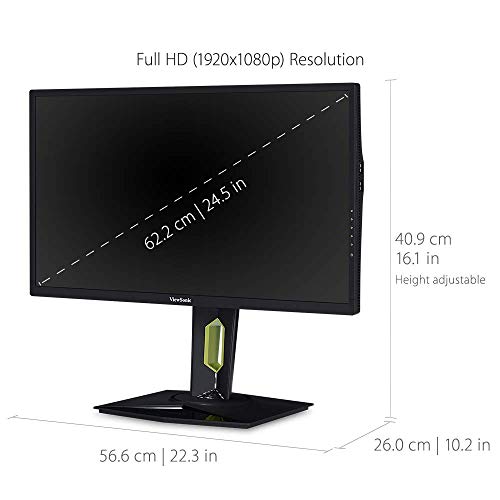 Full HD (1920x1080p) Resolution
62.2 cm | 24.5 in
40.9 cm
16.1 in
Height adjustable
ViewSonic
26.0 cm | 10.2 in
56.6 cm | 22.3 in